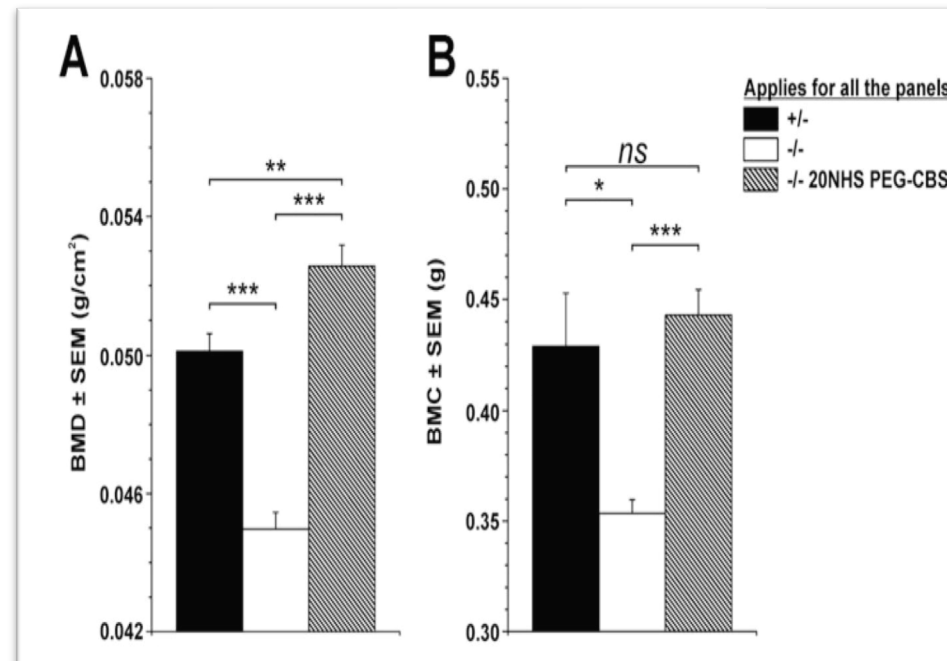 A
BMD ± SEM (g/cm²)
0.058
0.054
0.050
0.046
0.042
**
***
***
B
BMC ± SEM (g)
0.55
0.50
0.45
0.40
0.35
0.30
ns
*
***
Applies for all the panels
+/-
-/-
-/- 20NHS PEG-CBS